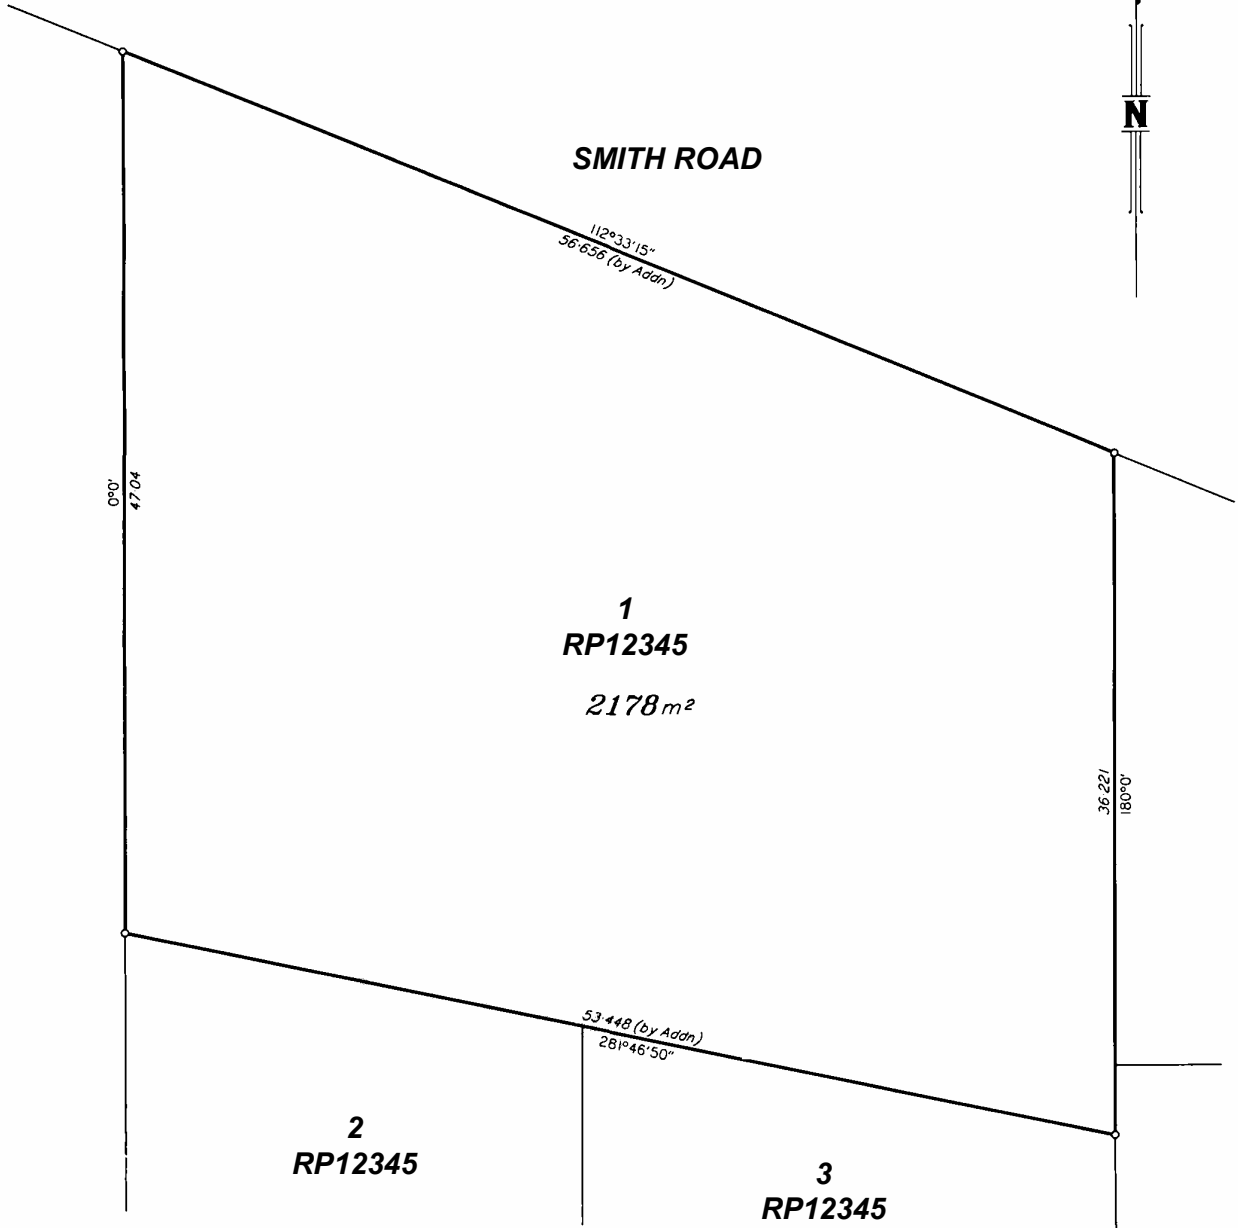 N
SMITH ROAD
112°33'15"
56·656 (by Addn)
0°0'
47·04
1
RP12345
2178 m²
36·221
180°0'
53·448 (by Addn)
281°46'50"
2
RP12345
3
RP12345